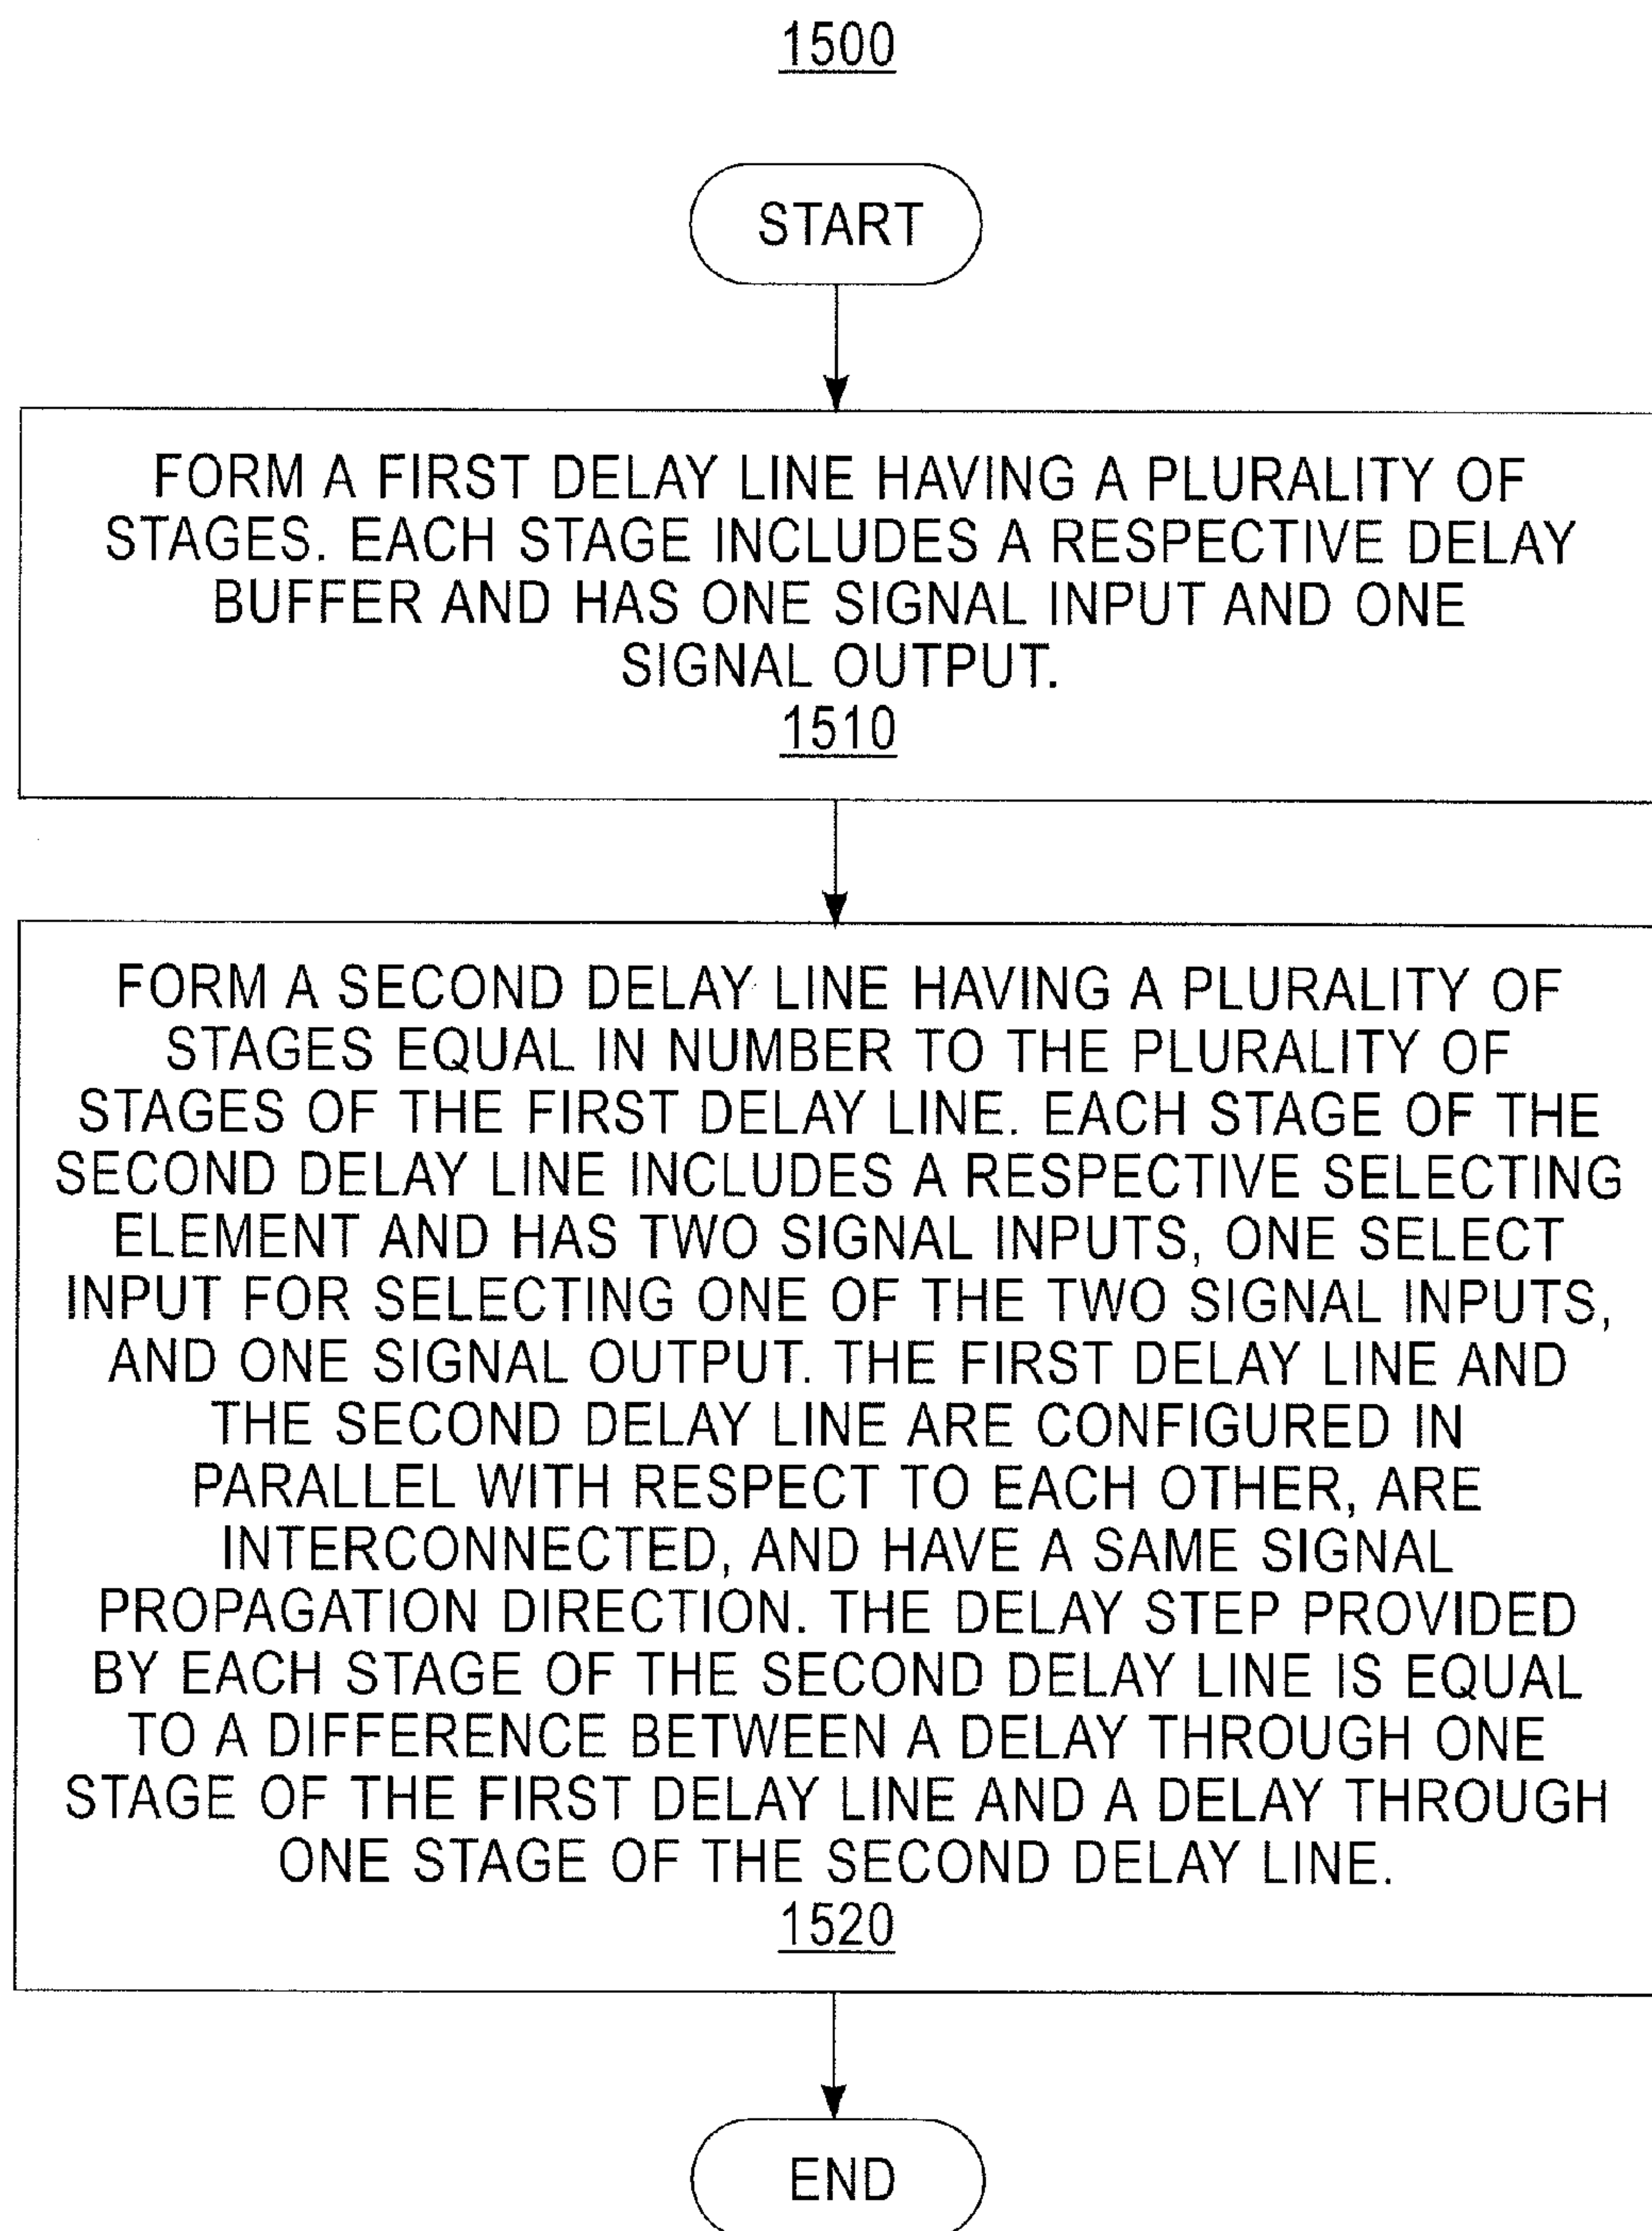 1500
START
FORM A FIRST DELAY LINE HAVING A PLURALITY OF
STAGES. EACH STAGE INCLUDES A RESPECTIVE DELAY
BUFFER AND HAS ONE SIGNAL INPUT AND ONE
SIGNAL OUTPUT.
1510
FORM A SECOND DELAY LINE HAVING A PLURALITY OF
STAGES EQUAL IN NUMBER TO THE PLURALITY OF
STAGES OF THE FIRST DELAY LINE. EACH STAGE OF THE
SECOND DELAY LINE INCLUDES A RESPECTIVE SELECTING
ELEMENT AND HAS TWO SIGNAL INPUTS, ONE SELECT
INPUT FOR SELECTING ONE OF THE TWO SIGNAL INPUTS,
AND ONE SIGNAL OUTPUT. THE FIRST DELAY LINE AND
THE SECOND DELAY LINE ARE CONFIGURED IN
PARALLEL WITH RESPECT TO EACH OTHER, ARE
INTERCONNECTED, AND HAVE A SAME SIGNAL
PROPAGATION DIRECTION. THE DELAY STEP PROVIDED
BY EACH STAGE OF THE SECOND DELAY LINE IS EQUAL
TO A DIFFERENCE BETWEEN A DELAY THROUGH ONE
STAGE OF THE FIRST DELAY LINE AND A DELAY THROUGH
ONE STAGE OF THE SECOND DELAY LINE.
1520
END